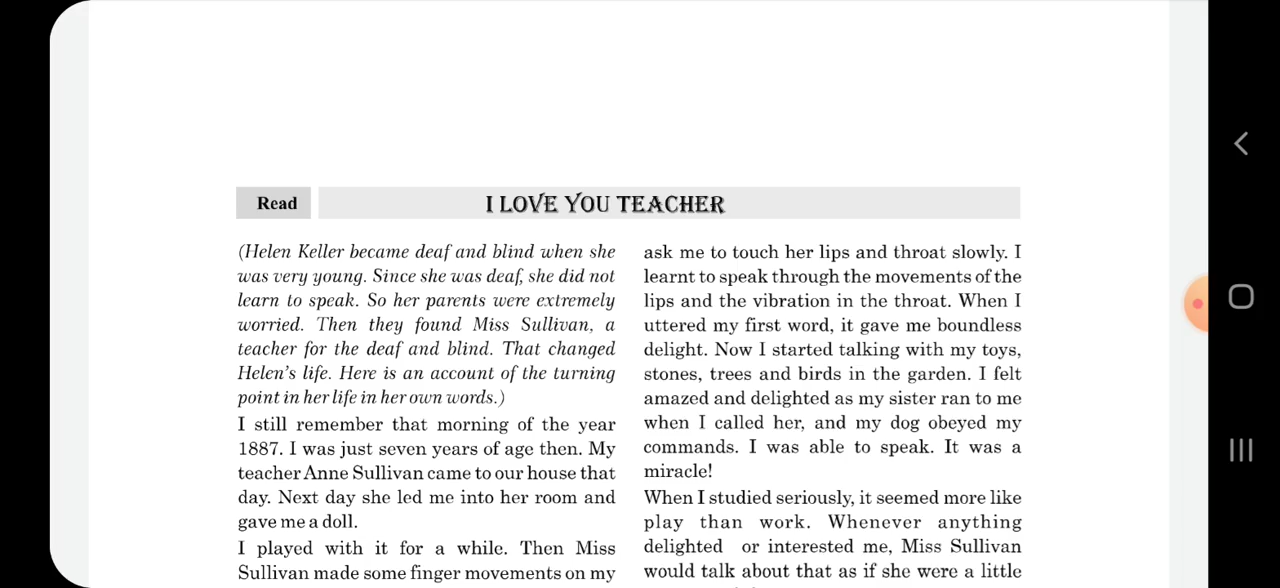 Read
I LOVE YOU TEACHER
(Helen Keller became deaf and blind when she
was very young. Since she was deaf, she did not
learn to speak. So her parents were extremely
worried. Then they found Miss Sullivan, a
teacher for the deaf and blind. That changed
Helen's life. Here is an account of the turning
point in her life in her own words.)
I still remember that morning of the year
1887. I was just seven years of age then. My
teacher Anne Sullivan came to our house that
day. Next day she led me into her room and
gave me a doll.
I played with it for a while. Then Miss
Sullivan made some finger movements on my
ask me to touch her lips and throat slowly. I
learnt to speak through the movements of the
lips and the vibration in the throat. When I
uttered my first word, it gave me boundless
delight. Now I started talking with my toys,
stones, trees and birds in the garden. I felt
amazed and delighted as my sister ran to me
when I called her, and my dog obeyed my
commands. I was able to speak. It was a
miracle!
When I studied seriously, it seemed more like
play than work. Whenever anything
delighted or interested me, Miss Sullivan
would talk about that as if she were a little